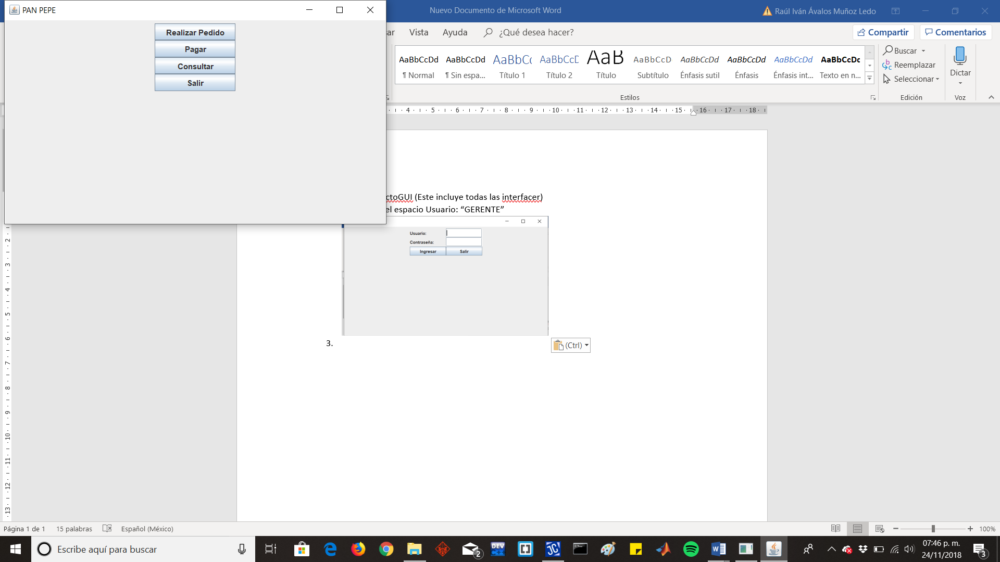 PAN PEPE
Nuevo Documento de Microsoft Word
Raúl Iván Ávalos Muñoz Ledo
Realizar Pedido
Pagar
Consultar
Salir
ar
Vista
Ayuda
¿Qué desea hacer?
Compartir
Comentarios
AaBbCcDd AaBbCcDd AaBbCc AaBbCcD AaB AaBbCcD AaBbCcDd AaBbCcDd AaBbCcDd AaBbCcDc
¶ Normal ¶ Sin espa... Título 1 Título 2 Título Subtítulo Énfasis sutil Énfasis Énfasis int... Texto en n...
Estilos
Buscar
Reemplazar
Seleccionar
Edición
Dictar
Voz
4 5 6 7 8 9 10 11 12 13 14 15 16 17 18
ctoGUI (Este incluye todas las interfacer)
el espacio Usuario: “GERENTE”
Usuario:
Contraseña:
Ingresar Salir
3.
(Ctrl)
2
3
4
5
6
7
8
9
10
11
12
13
Página 1 de 1
15 palabras
Español (México)
100%
Escribe aquí para buscar
2
DEV
JC
07:46 p. m.
24/11/2018
3